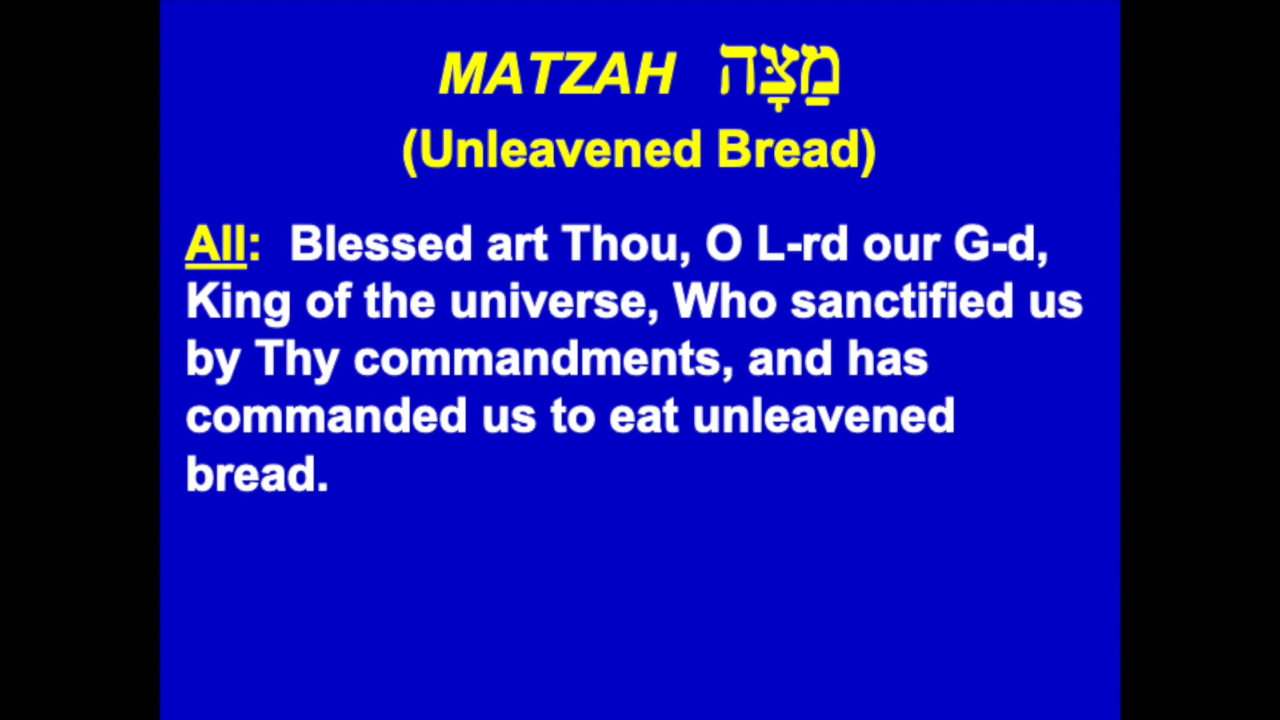 MATZAH מַצָּה
(Unleavened Bread)
All: Blessed art Thou, O L-rd our G-d,
King of the universe, Who sanctified us
by Thy commandments, and has
commanded us to eat unleavened
bread.